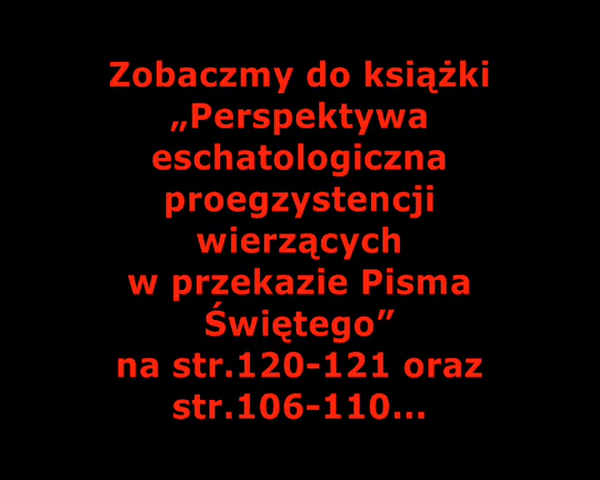 Zobaczmy do książki
„Perspektywa
eschatologiczna
proegzystencji
wierzących
w przekazie Pisma
Świętego”
na str.120-121 oraz
str.106-110...